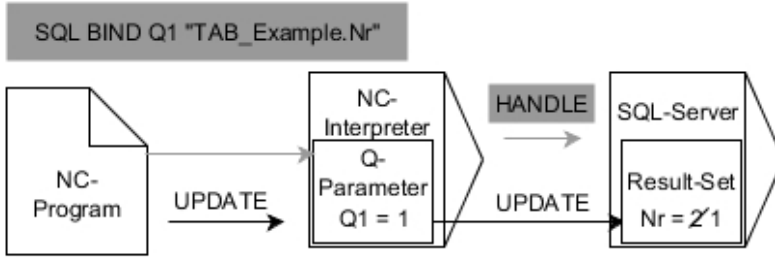 SQL BIND Q1 "TAB_Example.Nr"
NC-
Program
UPDATE
NC-
Interpreter
Q-
Parameter
Q1 = 1
HANDLE
UPDATE
SQL-Server
Result-Set
Nr = 2 1